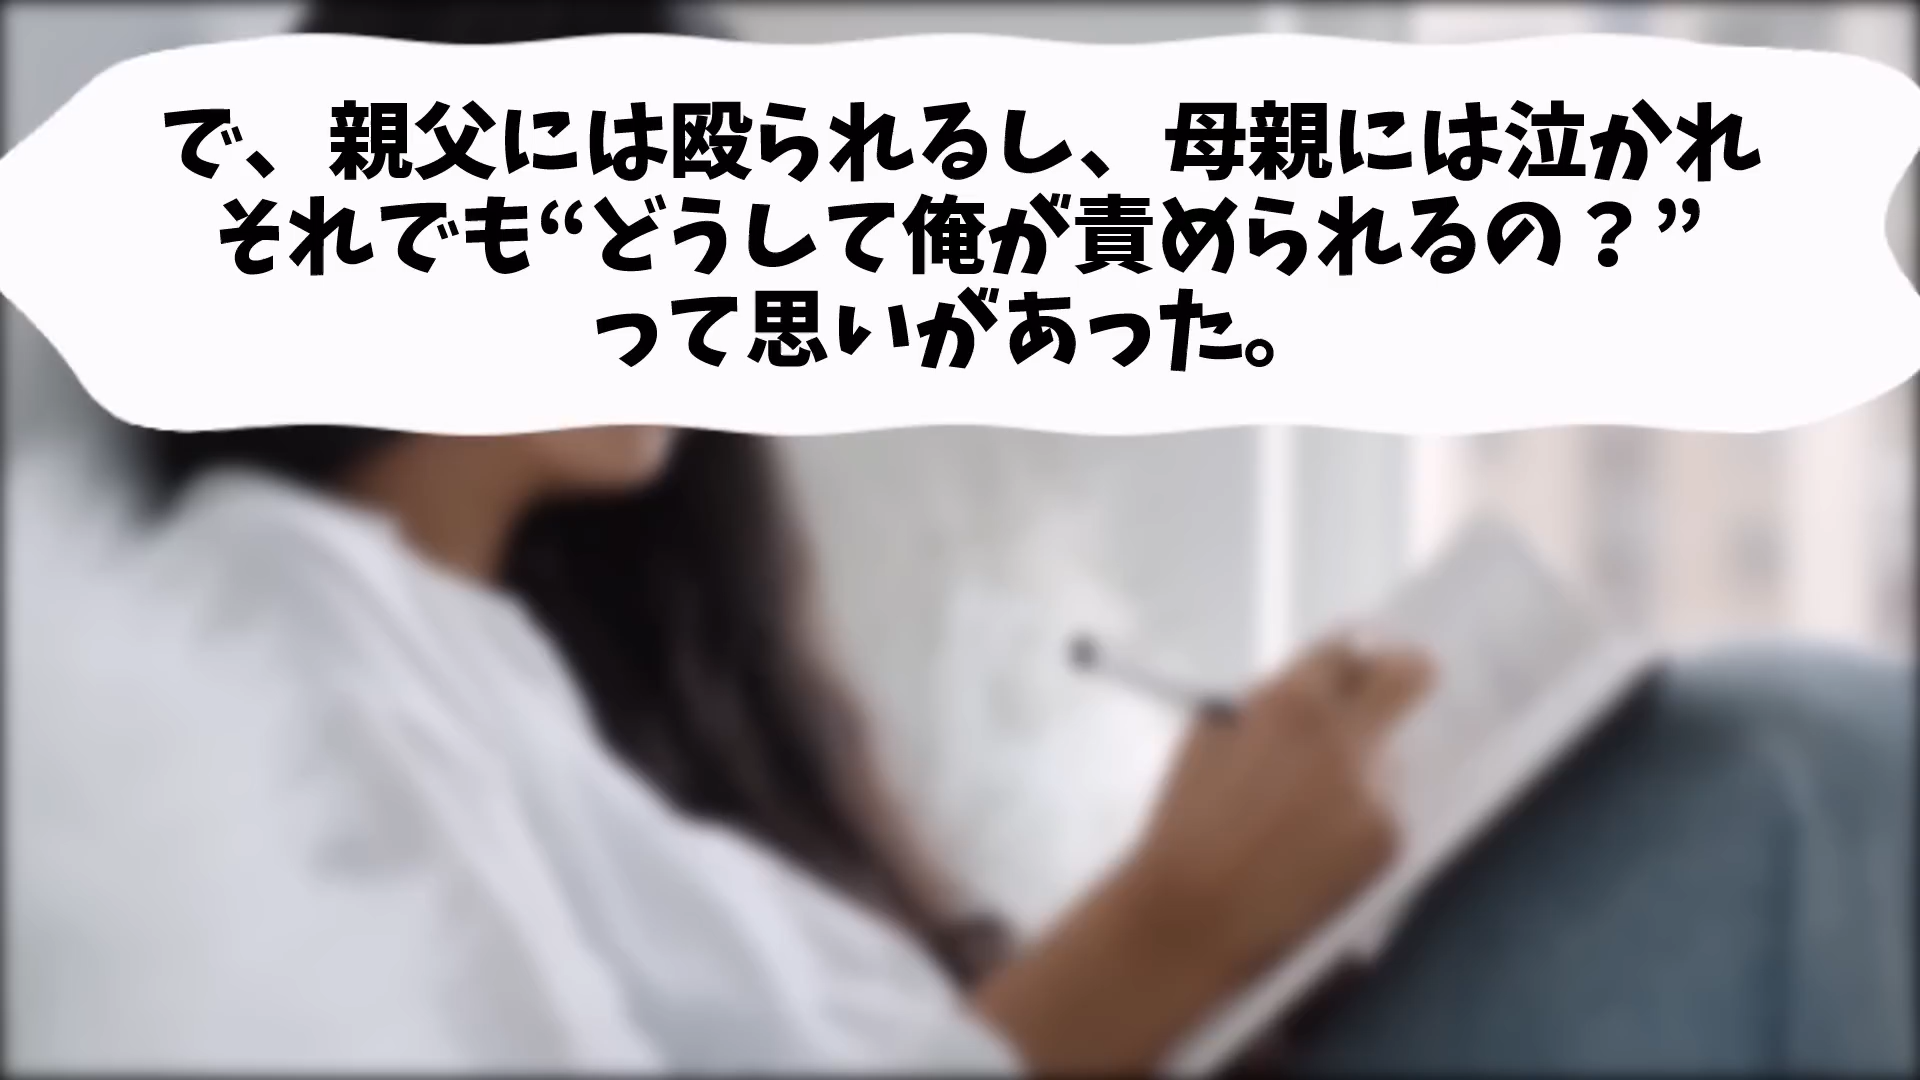 で、親父には殴られるし、母親には泣かれ
それでも“どうして俺が責められるの？”
って思いがあった。